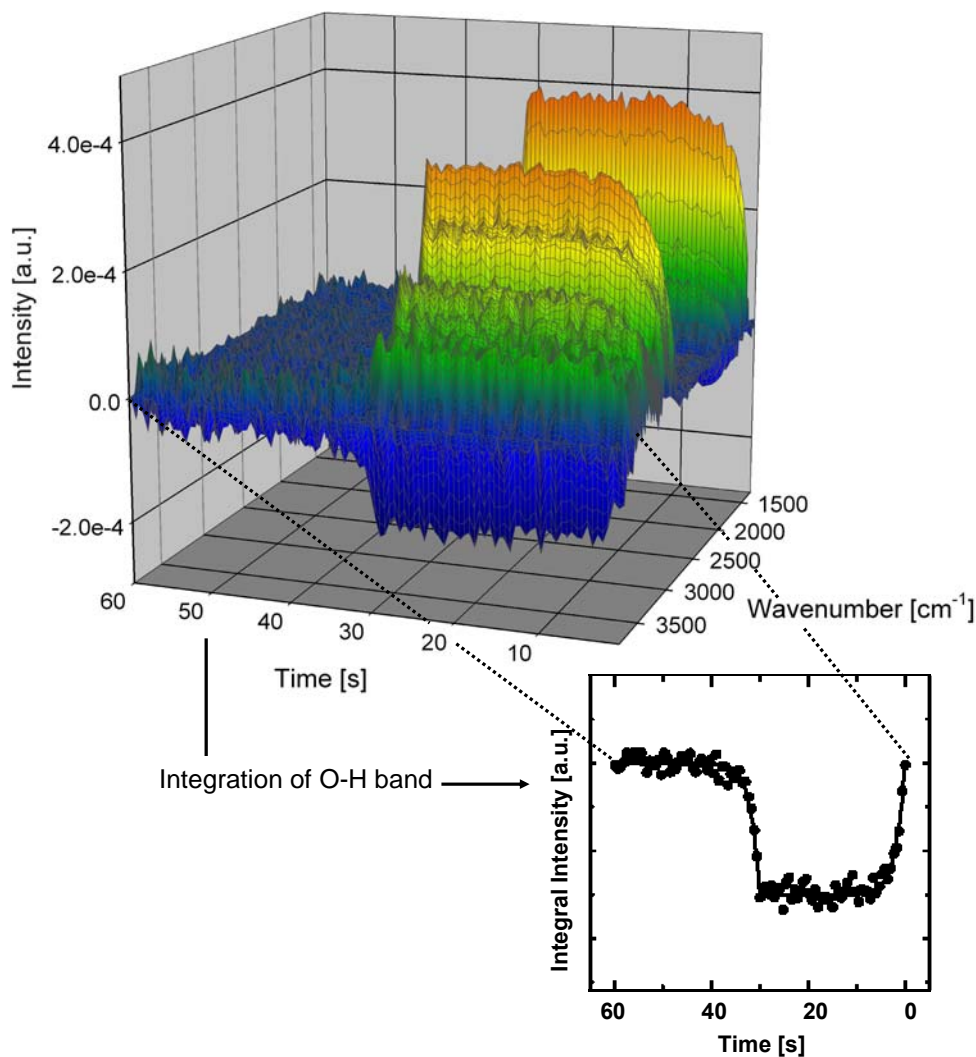 4.0e-4
2.0e-4
0.0
-2.0e-4
Intensity [a.u.]
60
50
40
30
20
10
Time [s]
1500
2000
2500
3000
3500
Wavenumber [cm⁻¹]
Integration of O-H band
Integral Intensity [a.u.]
60 40 20 0
Time [s]